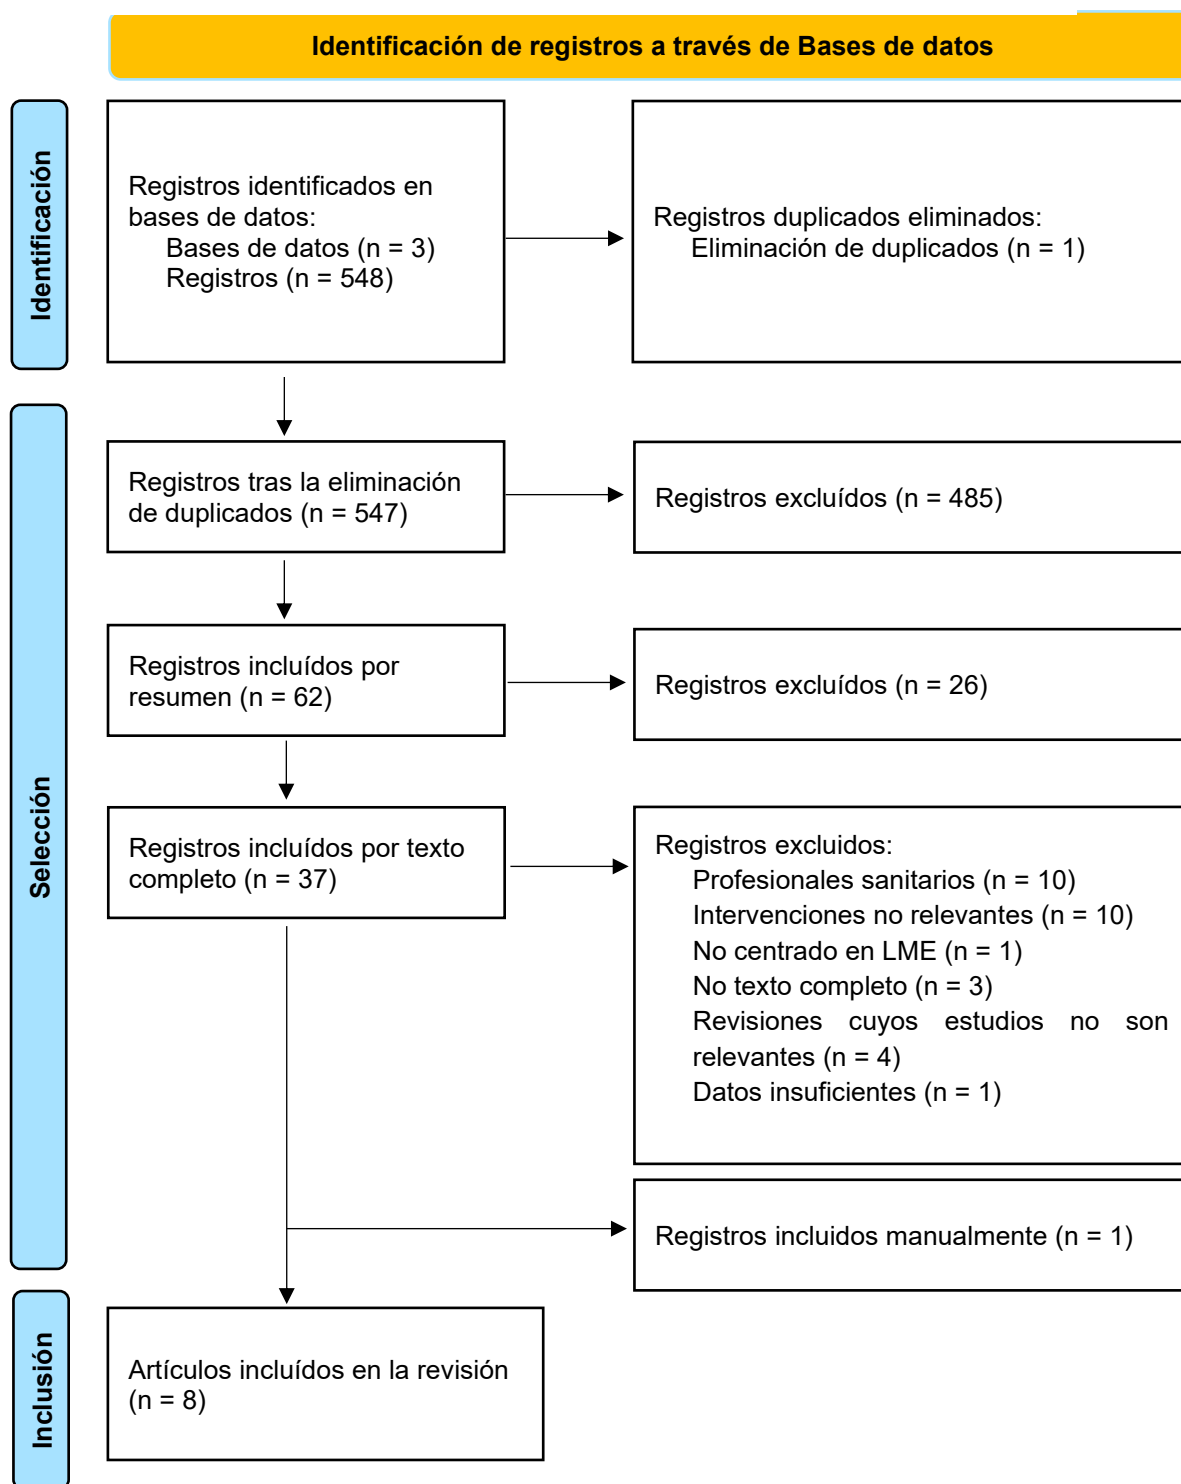 Identificación de registros a través de Bases de datos
Identificación
Registros identificados en
bases de datos:
Bases de datos (n = 3)
Registros (n = 548)
Registros duplicados eliminados:
Eliminación de duplicados (n = 1)
Selección
Registros tras la eliminación
de duplicados (n = 547)
Registros excluídos (n = 485)
Registros incluídos por
resumen (n = 62)
Registros excluídos (n = 26)
Registros incluídos por texto
completo (n = 37)
Registros excluidos:
Profesionales sanitarios (n = 10)
Intervenciones no relevantes (n = 10)
No centrado en LME (n = 1)
No texto completo (n = 3)
Revisiones cuyos estudios no son
relevantes (n = 4)
Datos insuficientes (n = 1)
Registros incluidos manualmente (n = 1)
Inclusión
Artículos incluídos en la revisión
(n = 8)